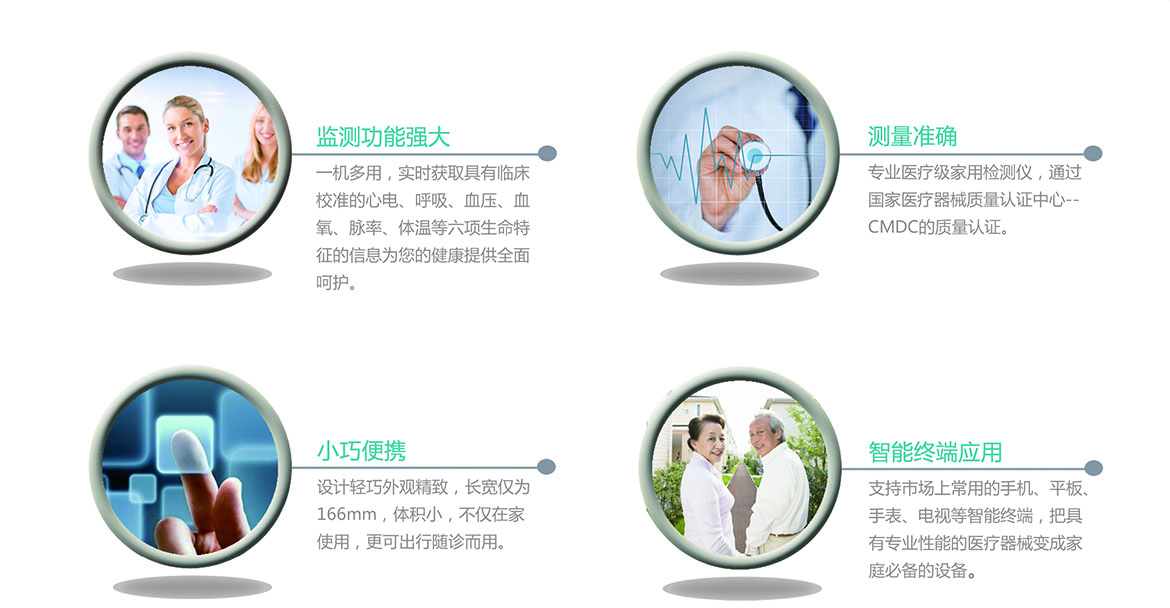 监测功能强大
一机多用，实时获取具有临床
校准的心电、呼吸、血压、血
氧、脉率、体温等六项生命特
征的信息为您的健康提供全面
呵护。
测量准确
专业医疗级家用检测仪，通过
国家医疗器械质量认证中心--
CMDC的质量认证。
小巧便携
设计轻巧外观精致，长宽仅为
166mm，体积小，不仅在家
使用，更可出行随诊而用。
智能终端应用
支持市场上常用的手机、平板、
手表、电视等智能终端，把具
有专业性能的医疗器械变成家
庭必备的设备。